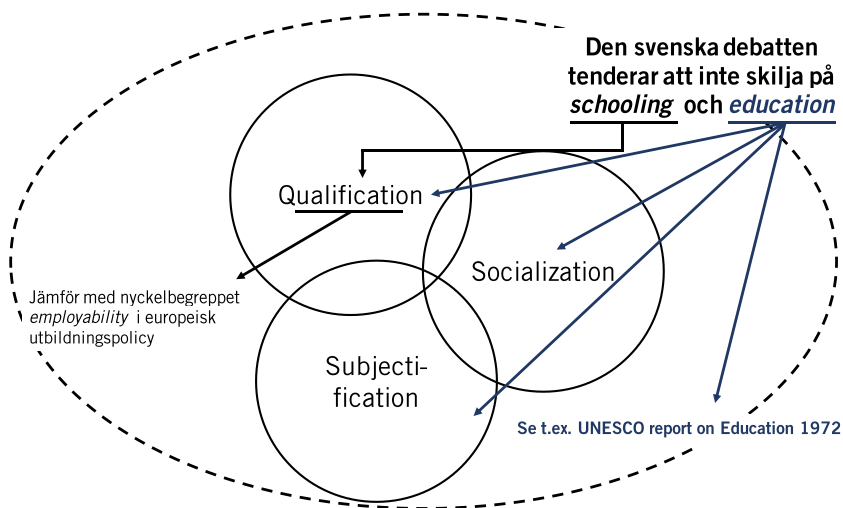 Den svenska debatten
tenderar att inte skilja på
schooling och education
Qualification
Socialization
Jämför med nyckelbegreppet
employability i europeisk
utbildningspolicy
Subjecti-
fication
Se t.ex. UNESCO report on Education 1972